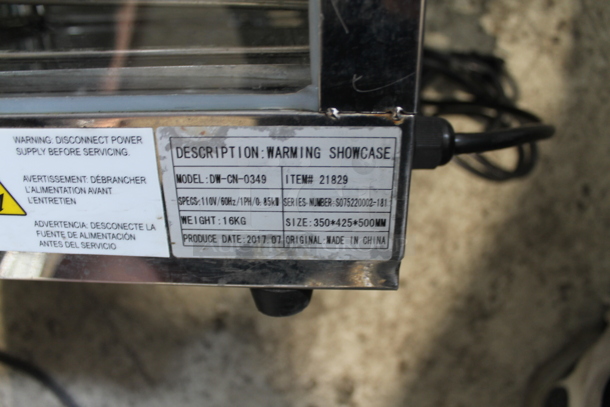 WARNING: DISCONNECT POWER
SUPPLY BEFORE SERVICING.
AVERTISSEMENT: DÉBRANCHER
L'ALIMENTATION AVANT
L'ENTRETIEN
ADVERTENCIA: DESCONECTE LA
FUENTE DE ALIMENTACIÓN
ANTES DEL SERVICIO
DESCRIPTION: WARMING SHOWCASE
MODEL: DW-CN-0349 ITEM# 21829
SPECS: 110V/60Hz/1PH/0.85kW SERIES-NUMBER: S075220002-181
WEIGHT: 16KG SIZE: 350*425*500MM
PRODUCE DATE: 2017.07 ORIGINAL: MADE IN CHINA